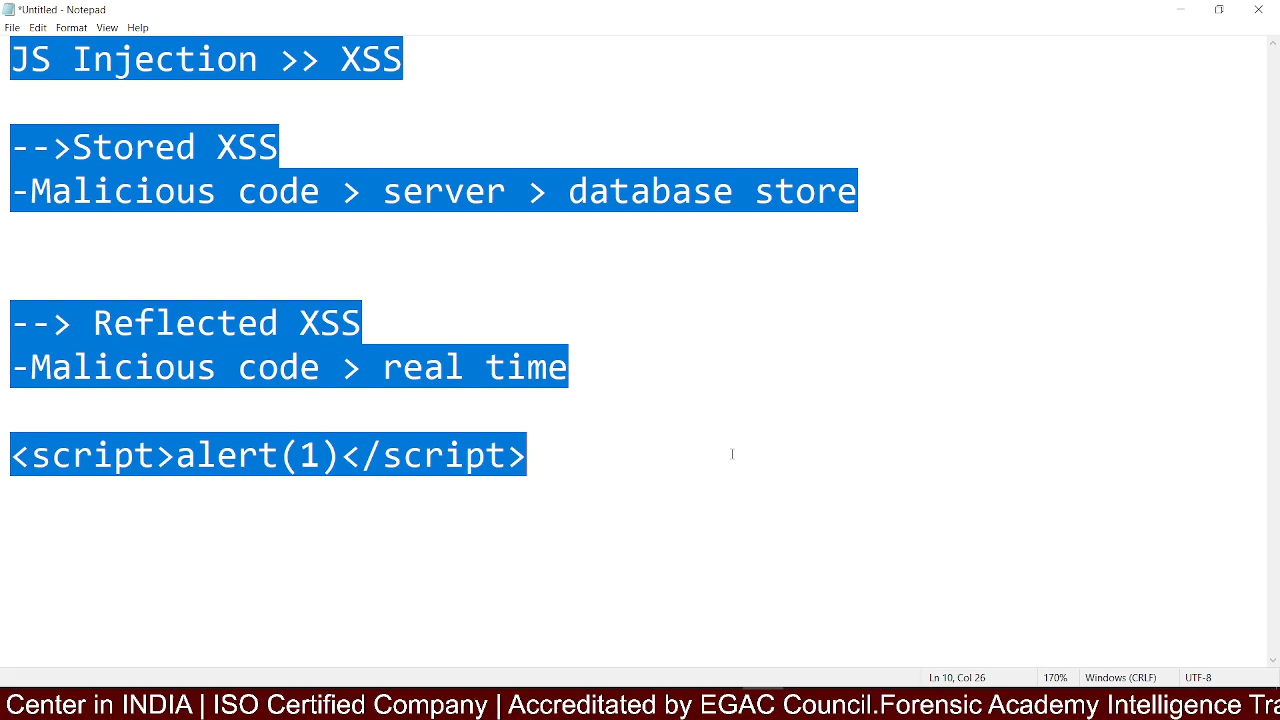 *Untitled - Notepad
File Edit Format View Help
JS Injection >> XSS
-->Stored XSS
-Malicious code > server > database store
--> Reflected XSS
-Malicious code > real time
<script>alert(1)</script>
Ln 10, Col 26 170% Windows (CRLF) UTF-8
Center in INDIA | ISO Certified Company | Accreditated by EGAC Council.Forensic Academy Intelligence Tra